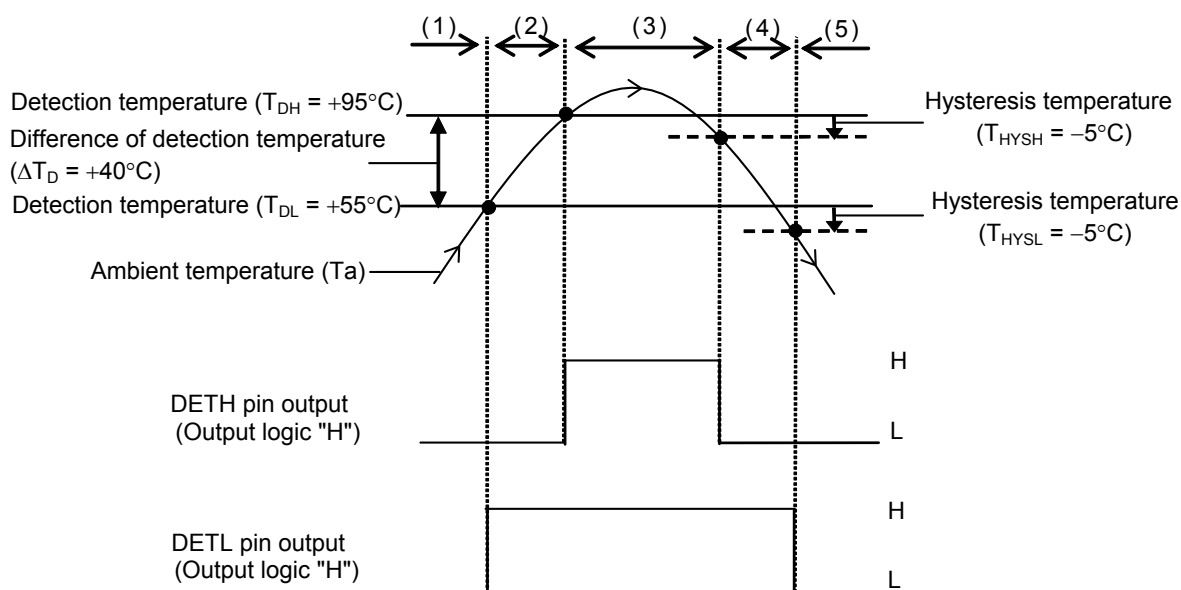 (1) (2) (3) (4) (5)
Detection temperature (TDH = +95°C)
Difference of detection temperature
(ΔTD = +40°C)
Detection temperature (TDL = +55°C)
Ambient temperature (Ta)
Hysteresis temperature
(THYSH = −5°C)
Hysteresis temperature
(THYSL = −5°C)
DETH pin output
(Output logic "H")
H
L
DETL pin output
(Output logic "H")
H
L